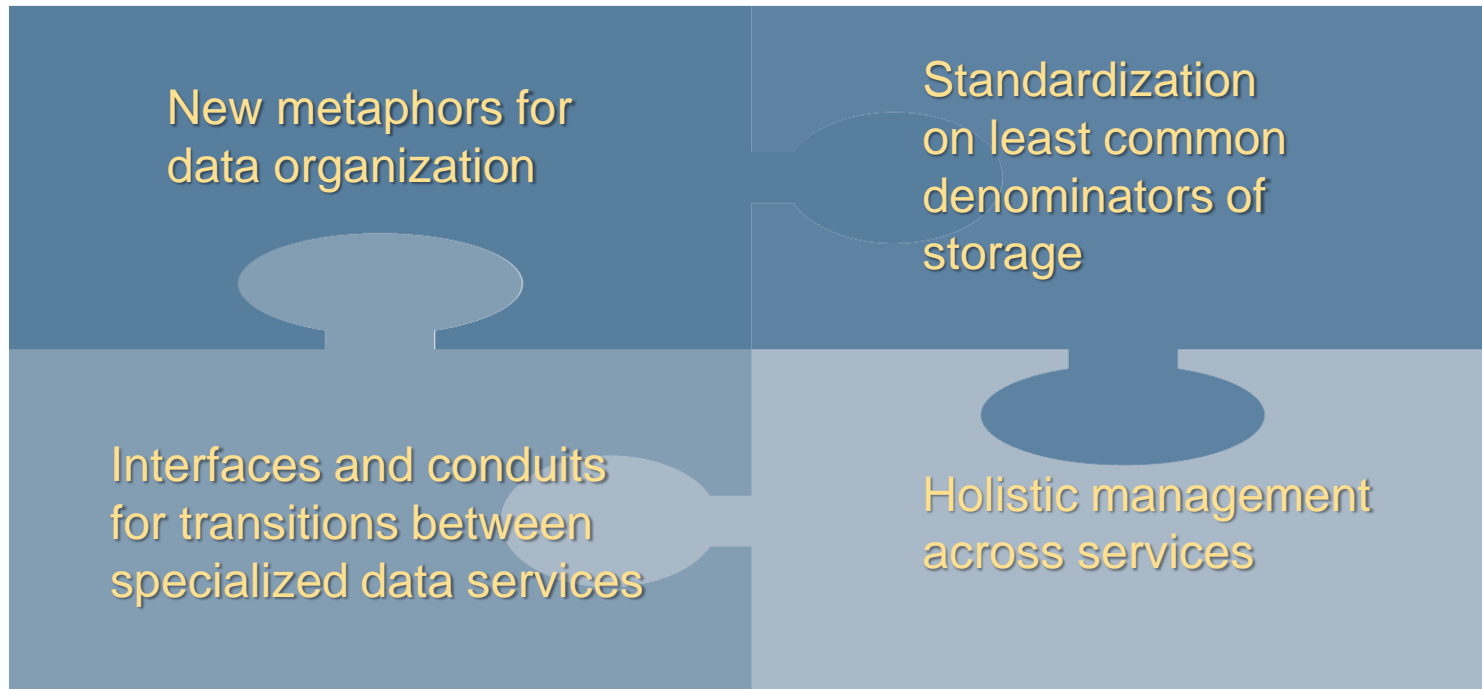 New metaphors for
data organization
Standardization
on least common
denominators of
storage
Interfaces and conduits
for transitions between
specialized data services
Holistic management
across services